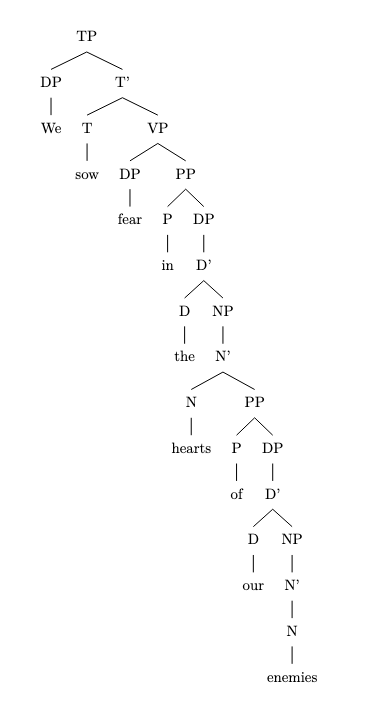 TP
DP T'
We T VP
sow DP PP
fear P DP
in D'
D NP
the N'
N PP
hearts P DP
of D'
D NP
our N'
N
enemies